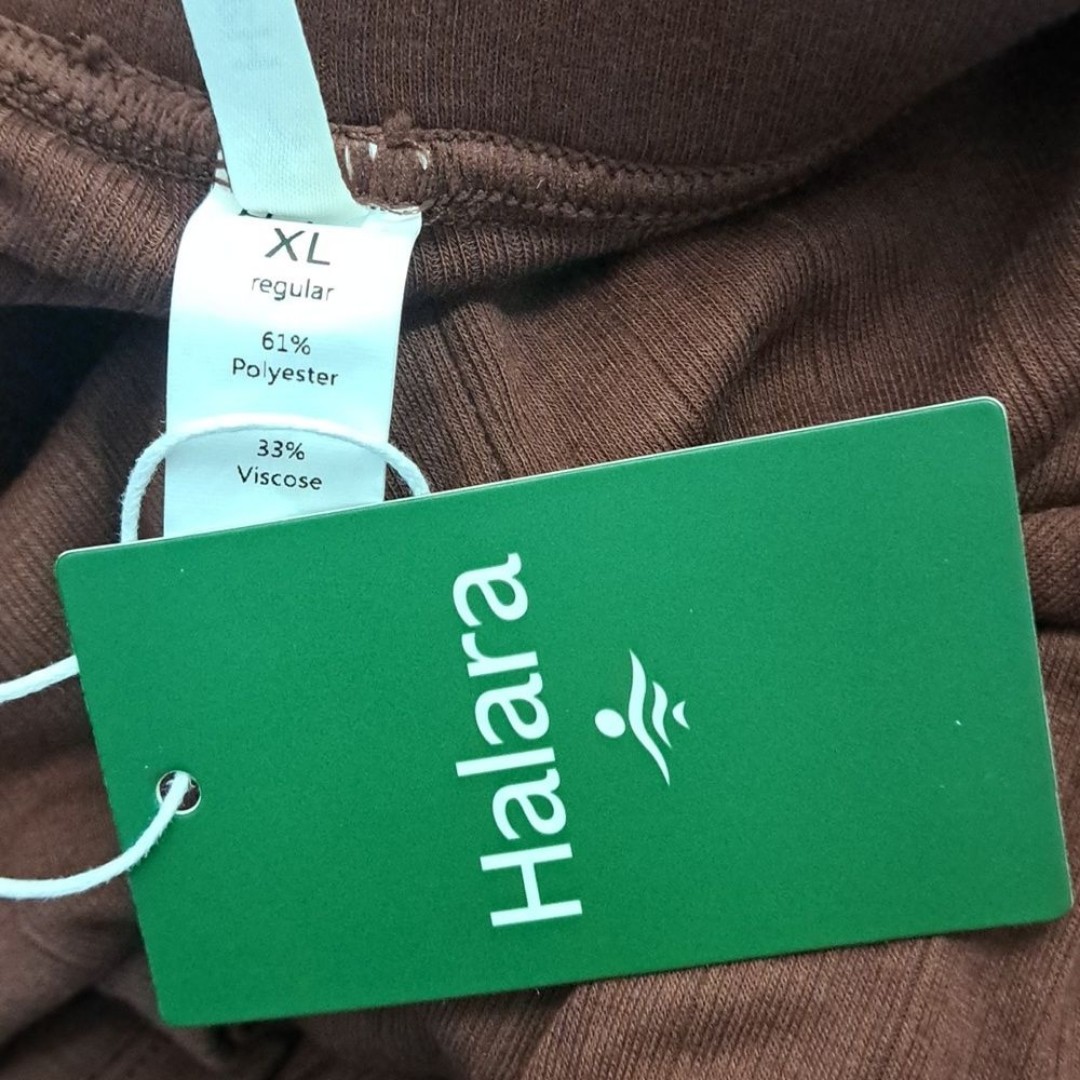 XL
regular
61%
Polyester
33%
Viscose
Halara